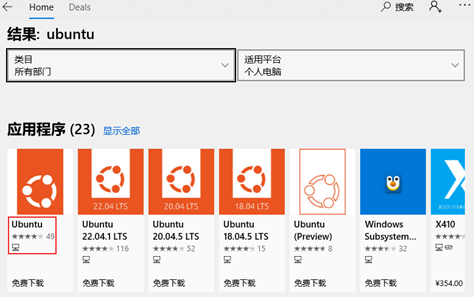 Home Deals 搜索
结果: ubuntu
类目
所有部门
适用平台
个人电脑
应用程序 (23) 显示全部
22.04 LTS
20.04 LTS
18.04 LTS
Ubuntu
49
免费下载
Ubuntu
22.04.1 LTS
116
免费下载
Ubuntu
20.04.5 LTS
52
免费下载
Ubuntu
18.04.5 LTS
15
免费下载
Ubuntu
(Preview)
8
免费下载
Windows
Subsystem...
32
免费下载
X410
¥354.00